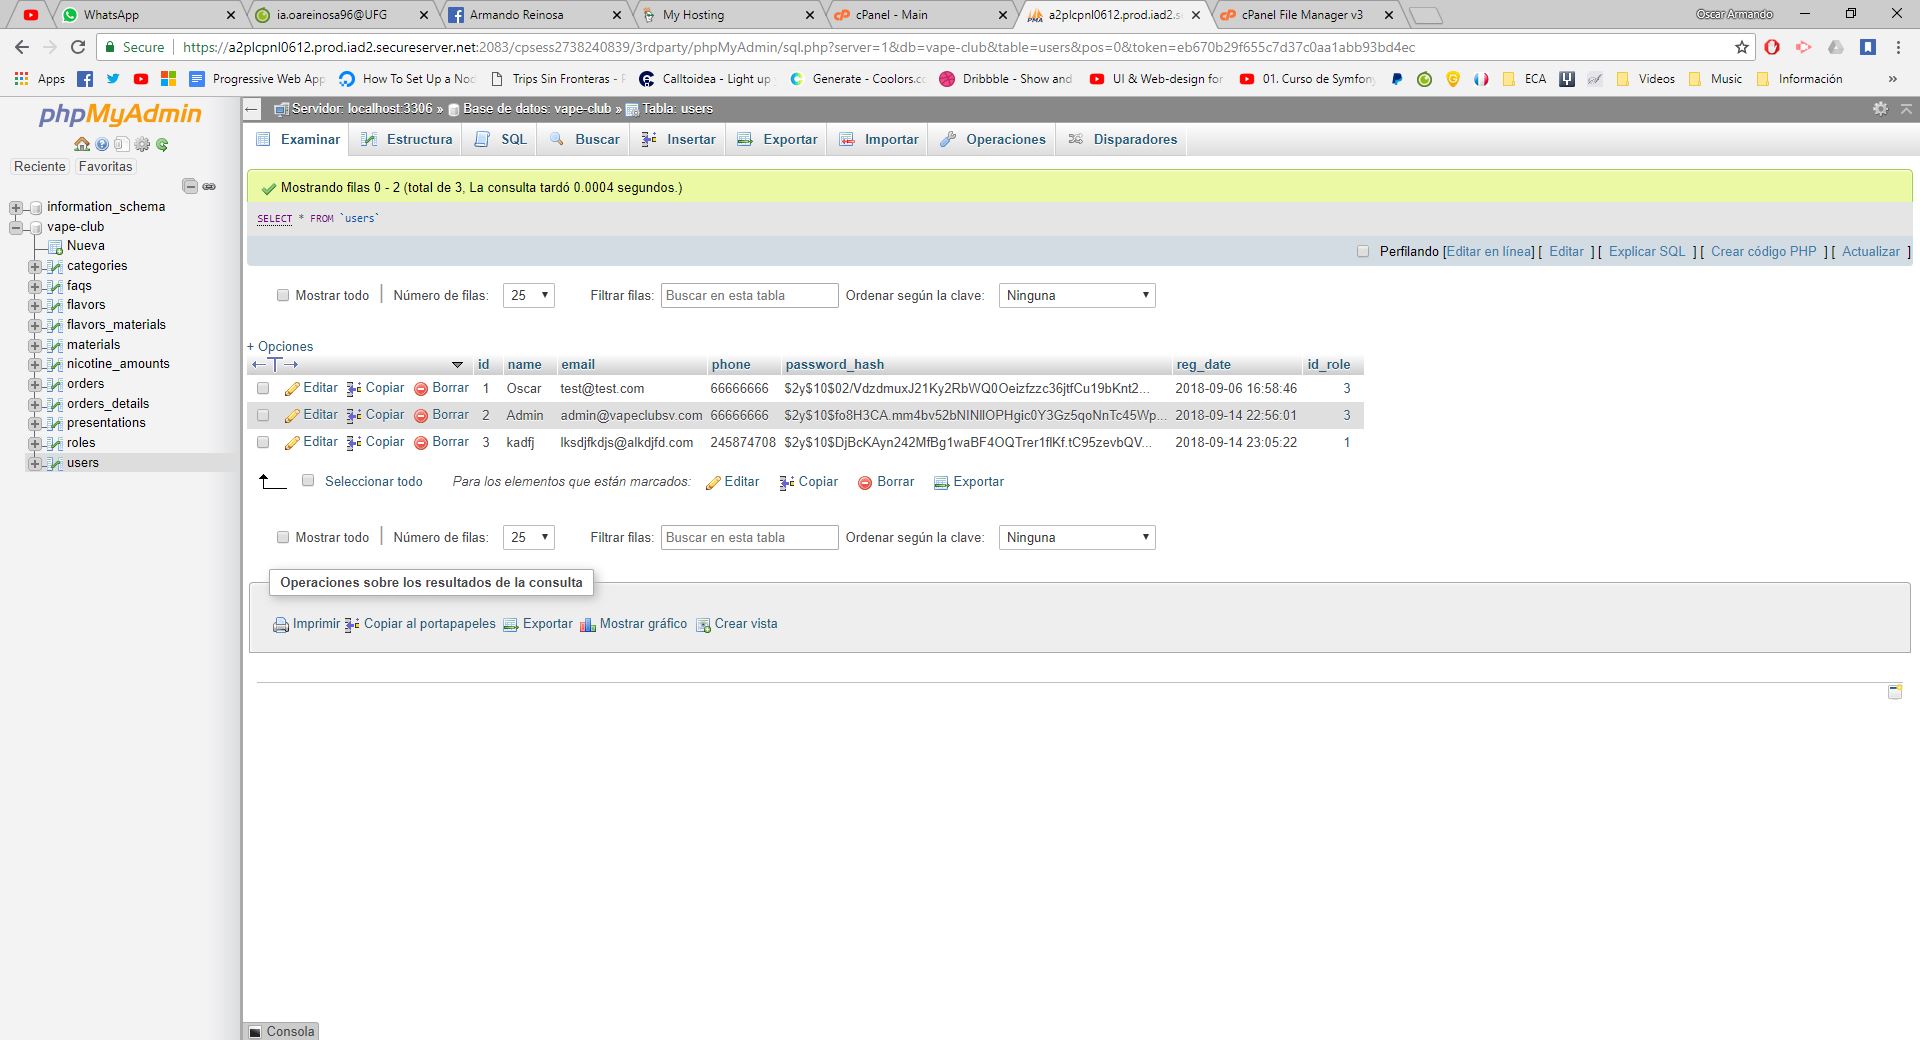 WhatsApp
ia.oareinosa96@UFG
Armando Reinosa
My Hosting
cPanel - Main
a2plcpnl0612.prod.iad2.s
cPanel File Manager v3
Oscar Armando
Secure
https://a2plcpnl0612.prod.iad2.secureserver.net:2083/cpsess2738240839/3rdparty/phpMyAdmin/sql.php?server=1&db=vape-club&table=users&pos=0&token=eb670b29f655c7d37c0aa1abb93bd4ec
Apps
Progressive Web App
How To Set Up a Nod
Trips Sin Fronteras - F
Calltoidea - Light up
Generate - Coolors.co
Dribbble - Show and
UI & Web-design for
01. Curso de Symfony
ECA
Videos
Music
Información
»
phpMyAdmin
Reciente Favoritas
information_schema
vape-club
Nueva
categories
faqs
flavors
flavors_materials
materials
nicotine_amounts
orders
orders_details
presentations
roles
users
Servidor: localhost:3306 » Base de datos: vape-club » Tabla: users
Examinar Estructura SQL Buscar Insertar Exportar Importar Operaciones Disparadores
Mostrando filas 0 - 2 (total de 3, La consulta tardó 0.0004 segundos.)
SELECT * FROM `users`
Perfilando [Editar en línea] [ Editar ] [ Explicar SQL ] [ Crear código PHP ] [ Actualizar ]
Mostrar todo | Número de filas: 25 Filtrar filas: Buscar en esta tabla Ordenar según la clave: Ninguna
+ Opciones
←T→ id name email phone password_hash reg_date id_role
Editar Copiar Borrar 1 Oscar test@test.com 66666666 $2y$10$02/VdzdmuxJ21Ky2RbWQ0Oeizfzzc36jtfCu19bKnt2... 2018-09-06 16:58:46 3
Editar Copiar Borrar 2 Admin admin@vapeclubsv.com 66666666 $2y$10$fo8H3CA.mm4bv52bNINIlOPHgic0Y3Gz5qoNnTc45Wp... 2018-09-14 22:56:01 3
Editar Copiar Borrar 3 kadfj lksdjfkdjs@alkdjfd.com 245874708 $2y$10$DjBcKAyn242MfBg1waBF4OQTrer1flKf.tC95zevbQV... 2018-09-14 23:05:22 1
Seleccionar todo Para los elementos que están marcados: Editar Copiar Borrar Exportar
Mostrar todo | Número de filas: 25 Filtrar filas: Buscar en esta tabla Ordenar según la clave: Ninguna
Operaciones sobre los resultados de la consulta
Imprimir Copiar al portapapeles Exportar Mostrar gráfico Crear vista
Consola